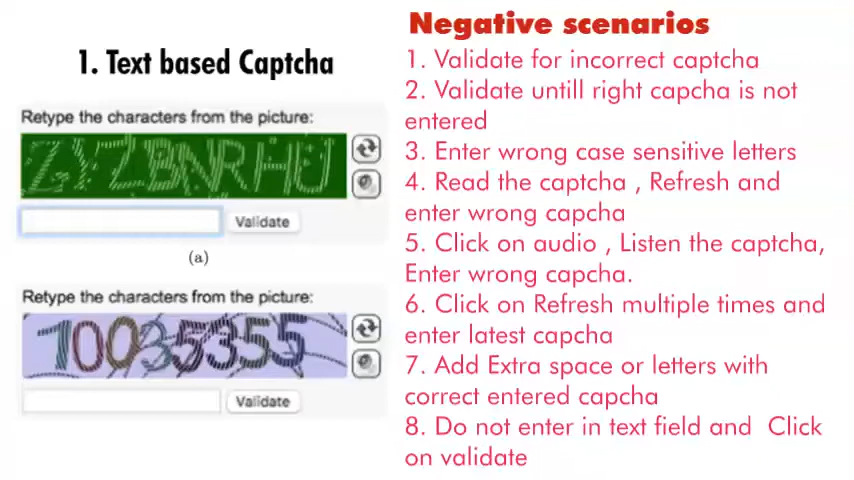 1. Text based Captcha
Retype the characters from the picture:
ZYZBNRHU
Validate
(a)
Retype the characters from the picture:
10035355
Validate
Negative scenarios
1. Validate for incorrect captcha
2. Validate untill right capcha is not
entered
3. Enter wrong case sensitive letters
4. Read the captcha , Refresh and
enter wrong capcha
5. Click on audio , Listen the captcha,
Enter wrong capcha.
6. Click on Refresh multiple times and
enter latest capcha
7. Add Extra space or letters with
correct entered capcha
8. Do not enter in text field and  Click
on validate